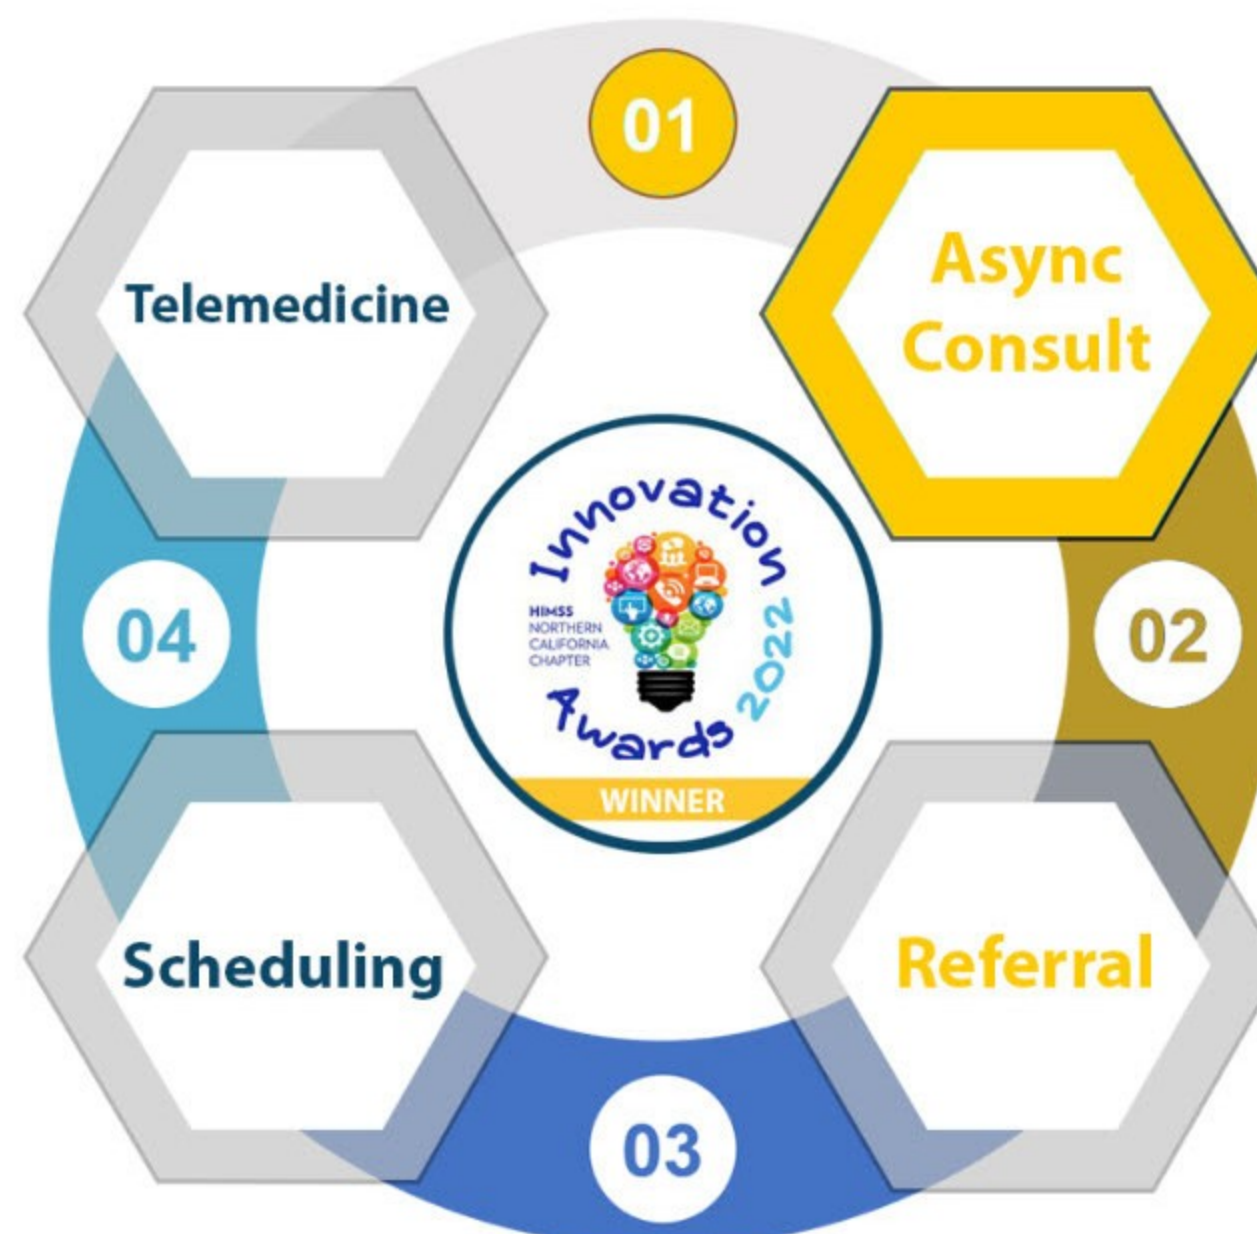 01
Telemedicine
Async
Consult
Innovation
HIMSS
NORTHERN
CALIFORNIA
CHAPTER
2022
Awards
WINNER
04
02
Scheduling
Referral
03